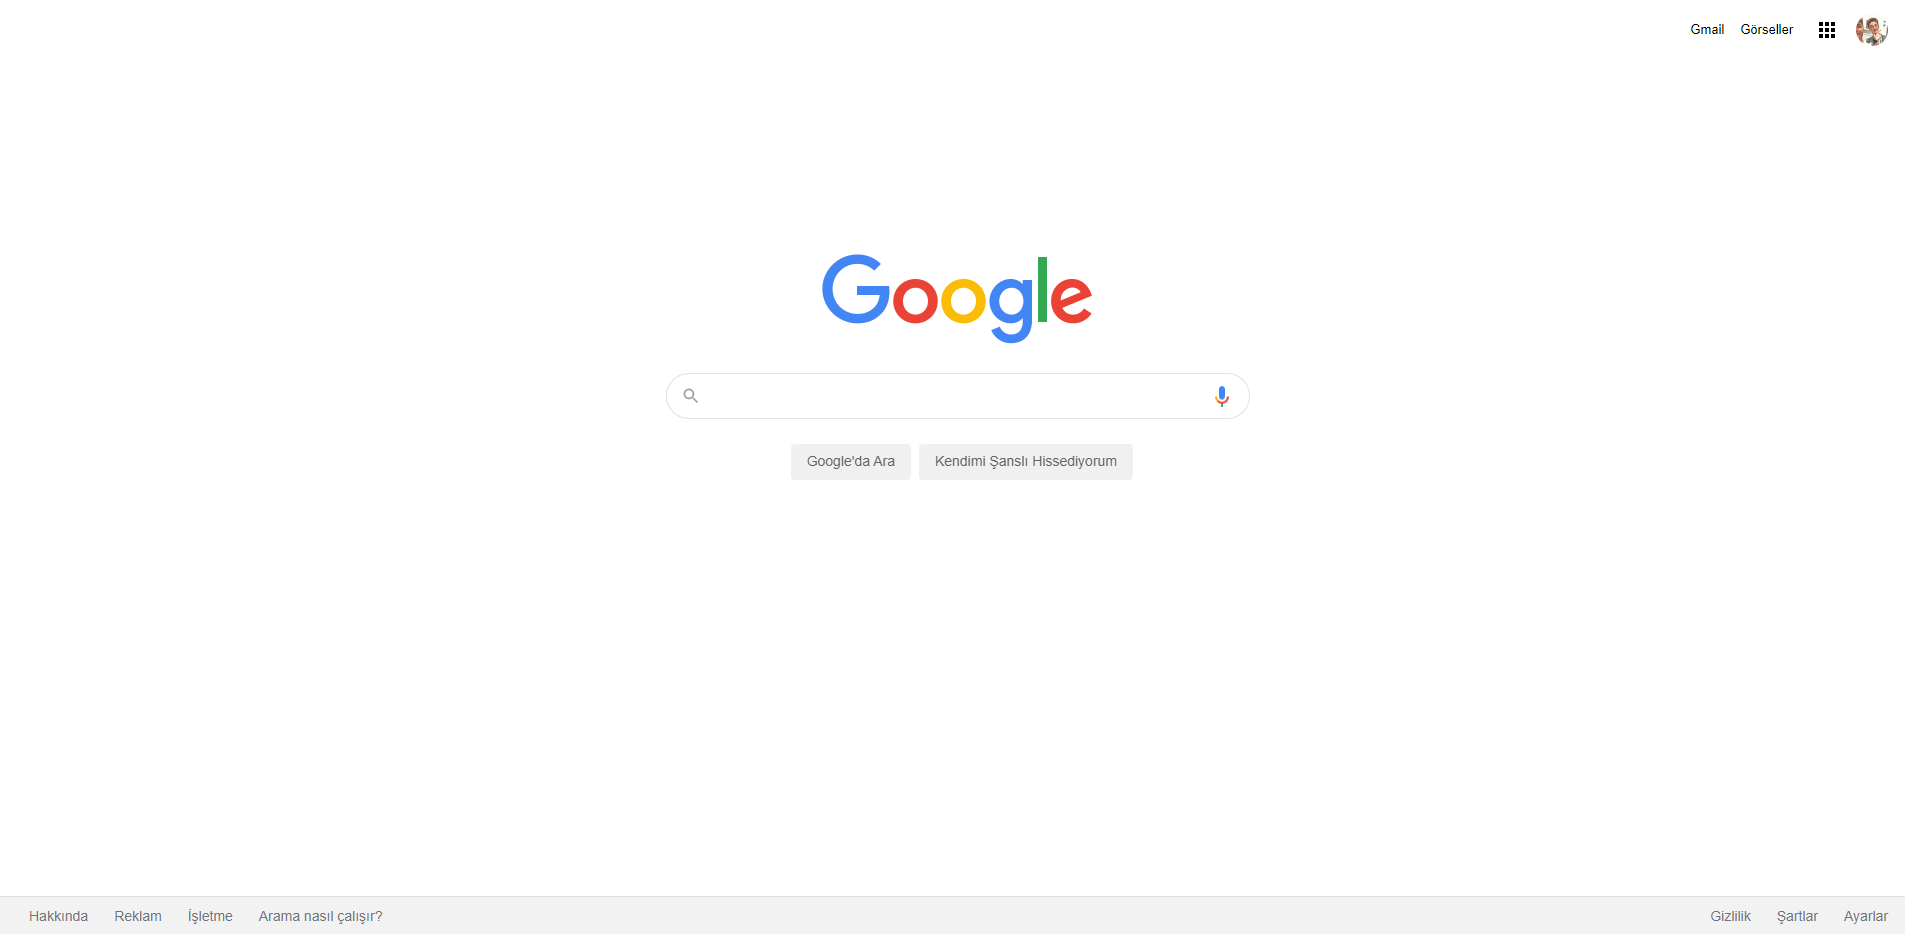 Gmail Görseller
Google
Google'da Ara Kendimi Şanslı Hissediyorum
Hakkında Reklam İşletme Arama nasıl çalışır? Gizlilik Şartlar Ayarlar